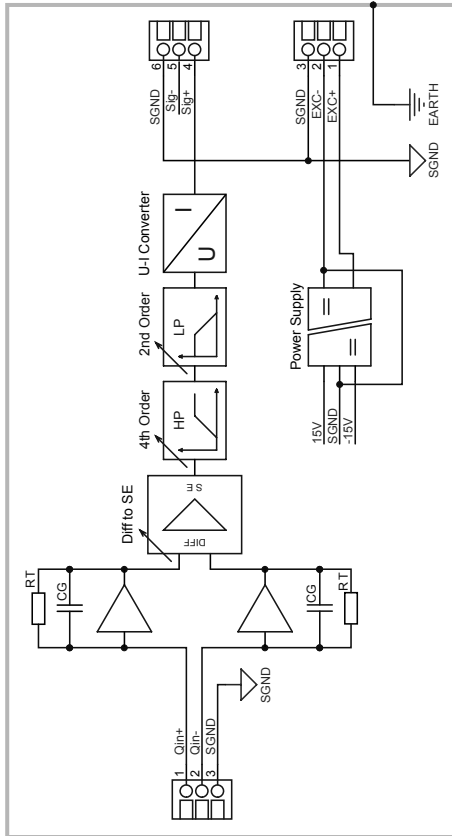 6
5
4
SGND
Sig-
Sig+
3
2
1
SGND
EXC-
EXC+
EARTH
SGND
U-I Converter
I
U
2nd Order
LP
Power Supply
4th Order
HP
15V
SGND
-15V
Diff to SE
SE
DIFF
RT
CG
CG
RT
Qin+
Qin-
SGND
1
2
3
SGND